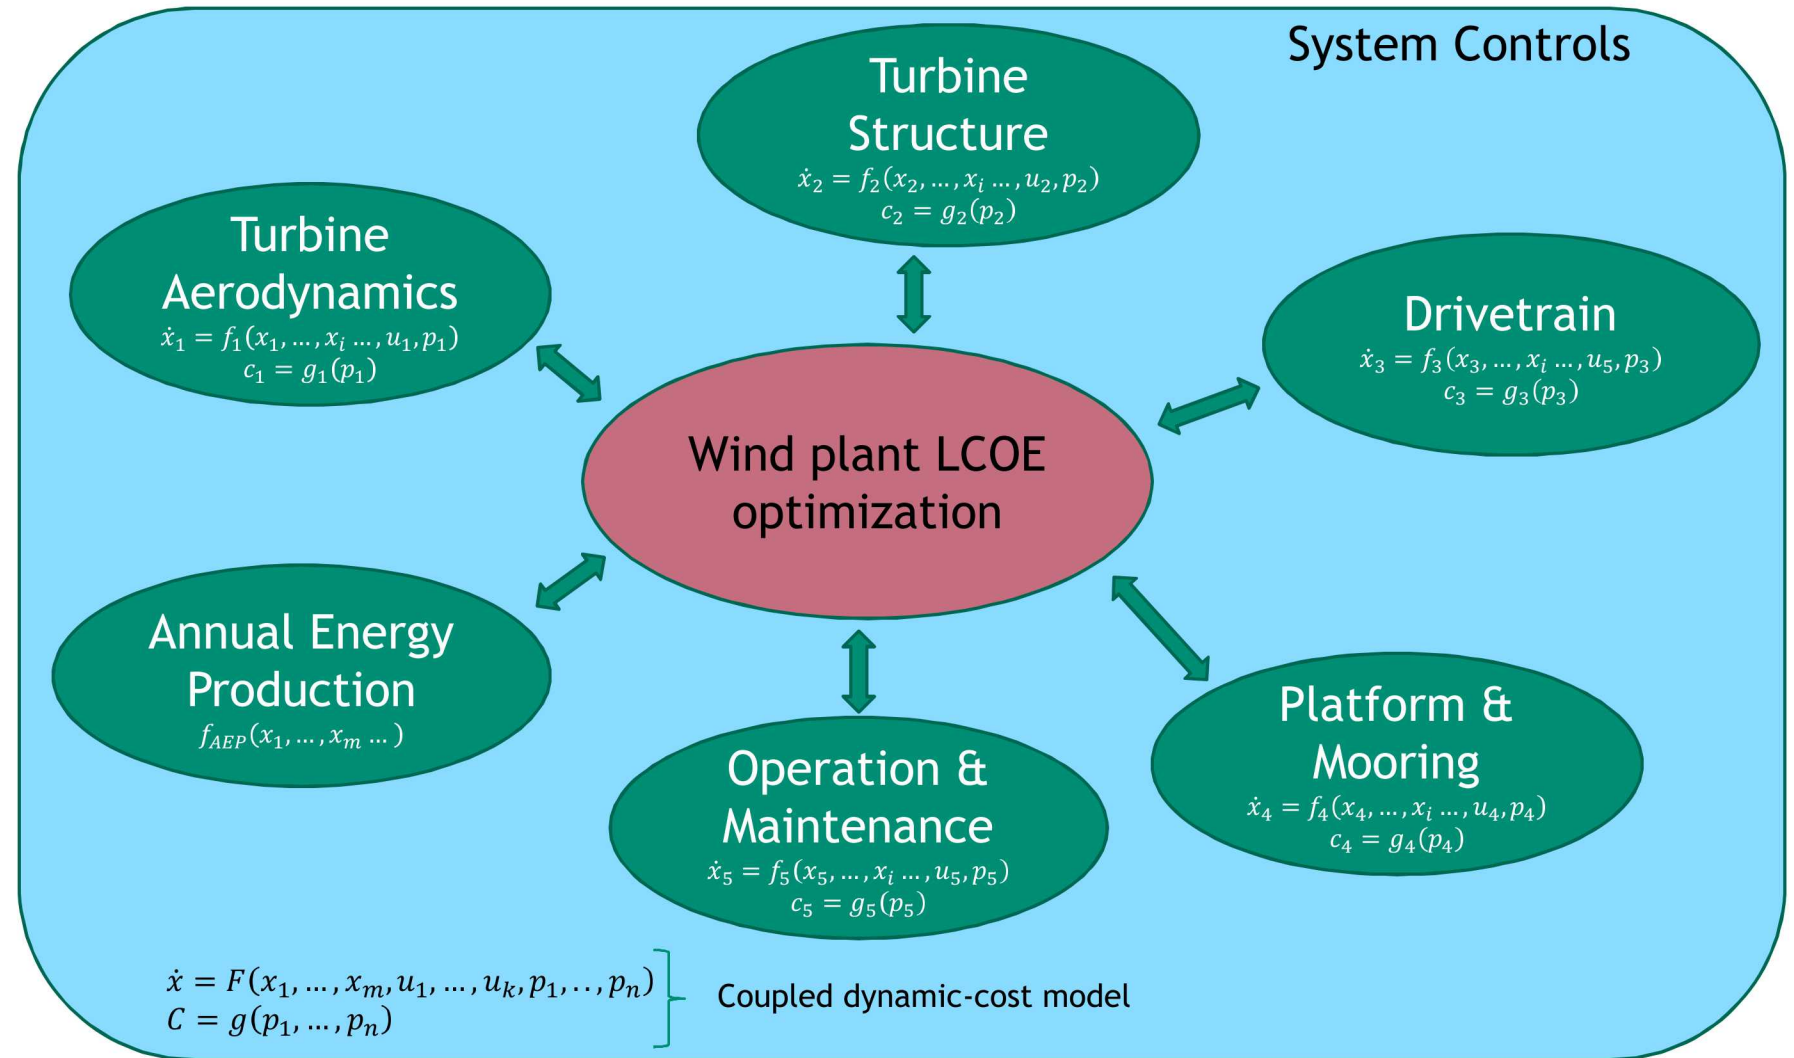 System Controls
Turbine
Structure
ẋ₂ = f₂(x₂, …, xᵢ …, u₂, p₂)
c₂ = g₂(p₂)
Turbine
Aerodynamics
ẋ₁ = f₁(x₁, …, xᵢ …, u₁, p₁)
c₁ = g₁(p₁)
Drivetrain
ẋ₃ = f₃(x₃, …, xᵢ …, u₅, p₃)
c₃ = g₃(p₃)
Wind plant LCOE
optimization
Annual Energy
Production
f_AEP(x₁, …, xₘ …)
Platform &
Mooring
ẋ₄ = f₄(x₄, …, xᵢ …, u₄, p₄)
c₄ = g₄(p₄)
Operation &
Maintenance
ẋ₅ = f₅(x₅, …, xᵢ …, u₅, p₅)
c₅ = g₅(p₅)
ẋ = F(x₁, …, xₘ, u₁, …, uₖ, p₁, . . , pₙ)
C = g(p₁, …, pₙ)
Coupled dynamic-cost model